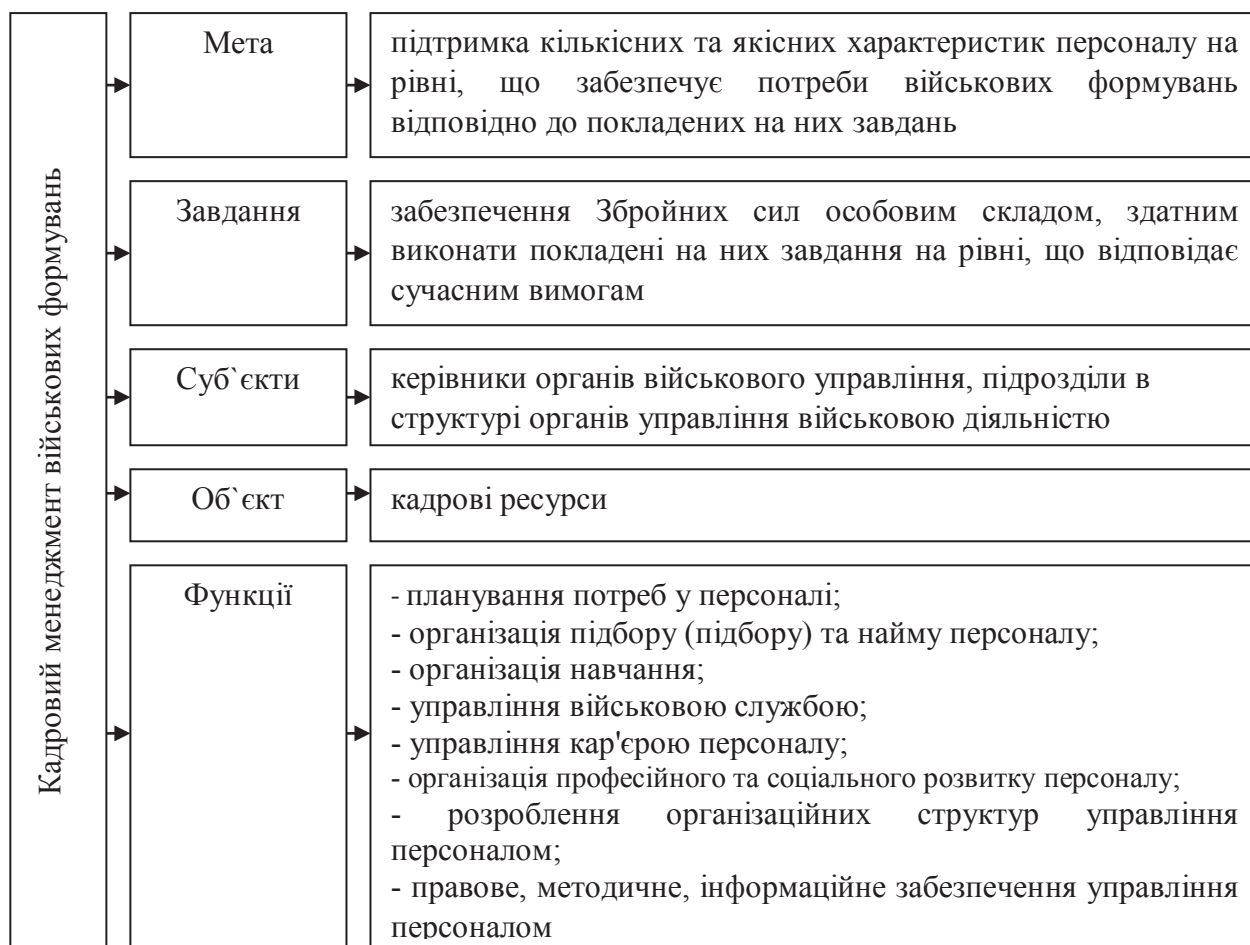 Кадровий менеджмент військових формувань
Мета
підтримка кількісних та якісних характеристик персоналу на
рівні, що забезпечує потреби військових формувань
відповідно до покладених на них завдань
Завдання
забезпечення Збройних сил особовим складом, здатним
виконати покладені на них завдання на рівні, що відповідає
сучасним вимогам
Суб`єкти
керівники органів військового управління, підрозділи в
структурі органів управління військовою діяльністю
Об`єкт
кадрові ресурси
Функції
- планування потреб у персоналі;
- організація підбору (підбору) та найму персоналу;
- організація навчання;
- управління військовою службою;
- управління кар'єрою персоналу;
- організація професійного та соціального розвитку персоналу;
- розроблення організаційних структур управління
персоналом;
- правове, методичне, інформаційне забезпечення управління
персоналом